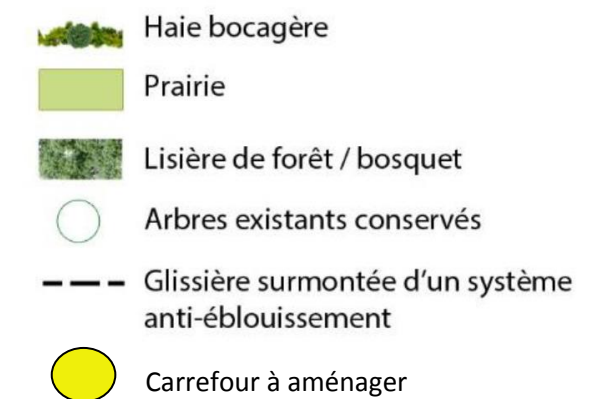 Haie bocagère
Prairie
Lisière de forêt / bosquet
Arbres existants conservés
Glissière surmontée d'un système
anti-éblouissement
Carrefour à aménager